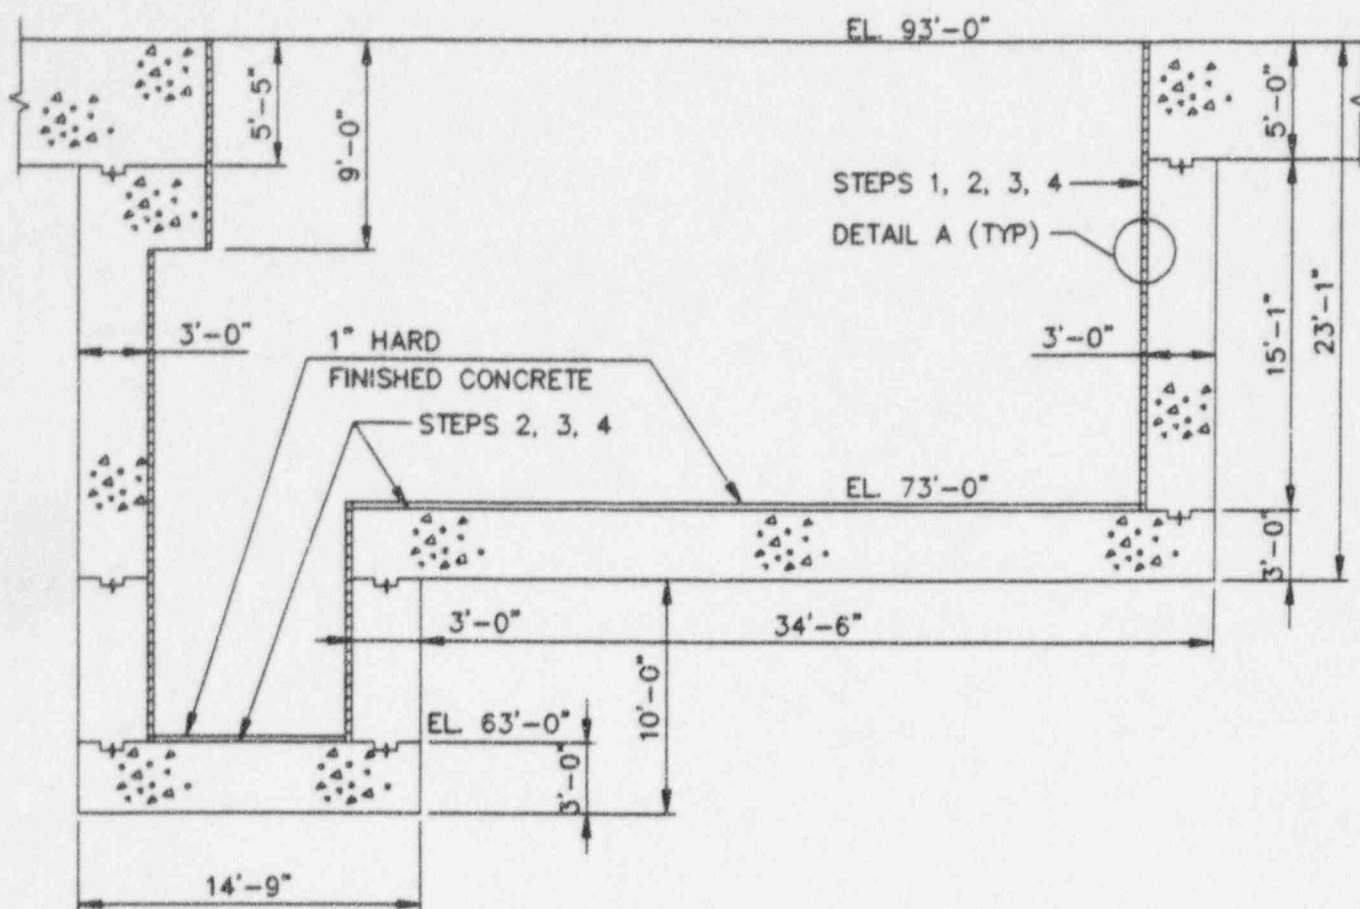 EL. 93'-0"
5'-5"
9'-0"
5'-0"
STEPS 1, 2, 3, 4
DETAIL A (TYP)
3'-0"
1" HARD
FINISHED CONCRETE
STEPS 2, 3, 4
3'-0"
15'-1"
23'-1"
EL. 73'-0"
3'-0"
3'-0"
34'-6"
10'-0"
EL. 63'-0"
3'-0"
14'-9"